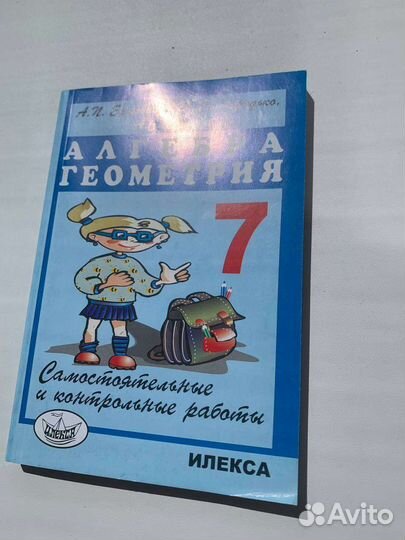 А.П.
АЛГЕБРА
ГЕОМЕТРИЯ
7
Самостоятельные
и контрольные работы
ИЛЕКСА
ИЛЕКСА
Avito